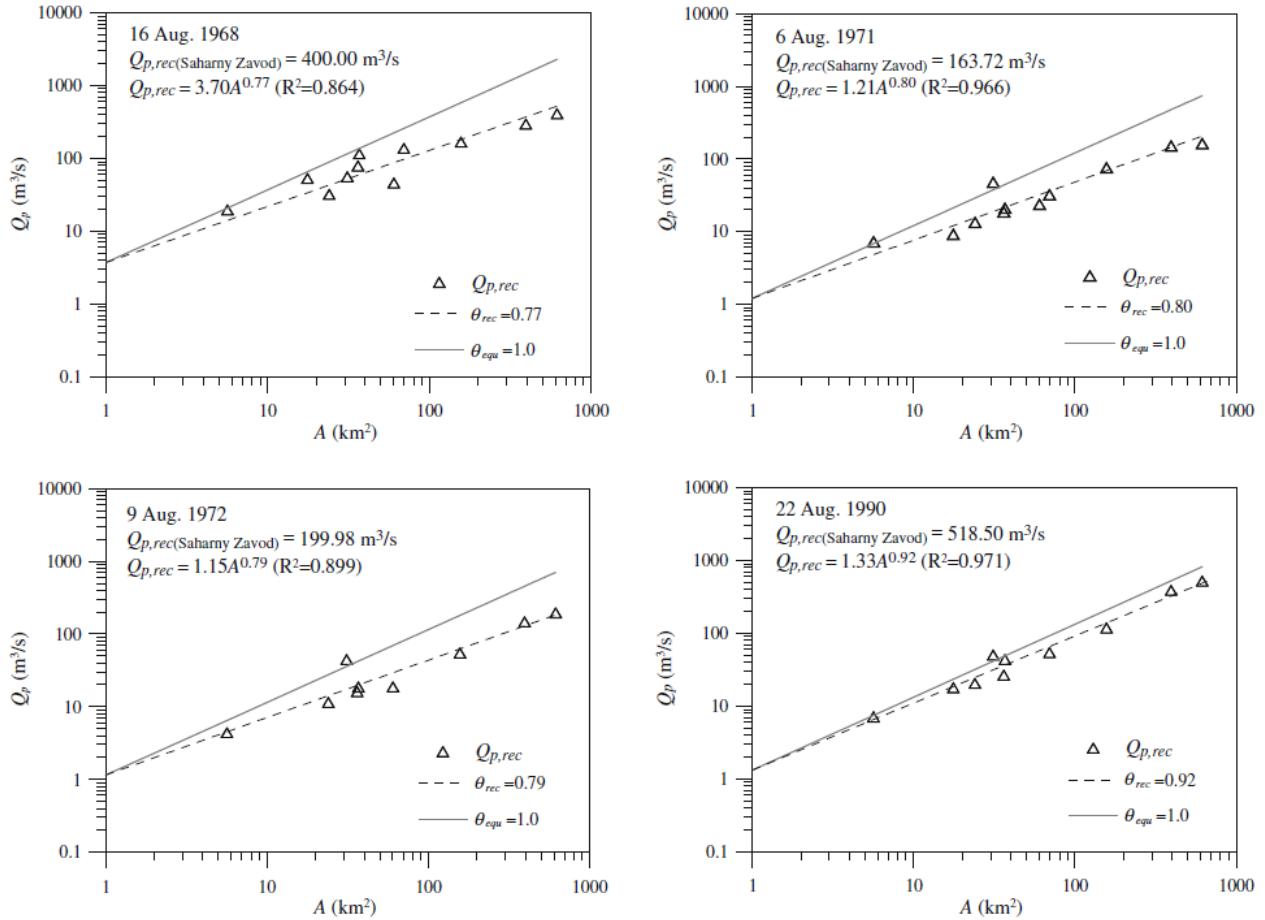 16 Aug. 1968
Qp,rec(Saharny Zavod) = 400.00 m³/s
Qp,rec = 3.70A^0.77 (R²=0.864)
10000
1000
100
10
1
0.1
Qp (m³/s)
Qp,rec
θrec=0.77
θequ=1.0
1 10 100 1000
A (km²)
6 Aug. 1971
Qp,rec(Saharny Zavod) = 163.72 m³/s
Qp,rec = 1.21A^0.80 (R²=0.966)
10000
1000
100
10
1
0.1
Qp (m³/s)
Qp,rec
θrec=0.80
θequ=1.0
1 10 100 1000
A (km²)
9 Aug. 1972
Qp,rec(Saharny Zavod) = 199.98 m³/s
Qp,rec = 1.15A^0.79 (R²=0.899)
10000
1000
100
10
1
0.1
Qp (m³/s)
Qp,rec
θrec=0.79
θequ=1.0
1 10 100 1000
A (km²)
22 Aug. 1990
Qp,rec(Saharny Zavod) = 518.50 m³/s
Qp,rec = 1.33A^0.92 (R²=0.971)
10000
1000
100
10
1
0.1
Qp (m³/s)
Qp,rec
θrec=0.92
θequ=1.0
1 10 100 1000
A (km²)